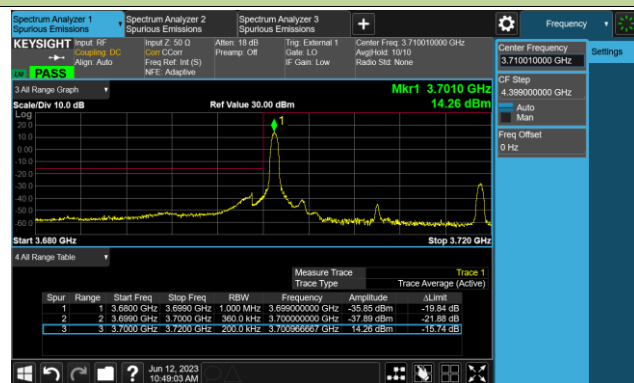 Spectrum Analyzer 1
Spurious Emissions
Spectrum Analyzer 2
Spurious Emissions
Spectrum Analyzer 3
Spurious Emissions
+
Frequency
KEYSIGHT
Input: RF
Coupling: DC
Align: Auto
Input Z: 50 Ω
Corr CCorr
Freq Ref: Int (S)
NFE: Adaptive
Atten: 18 dB
Preamp: Off
Trig: External 1
Gate: LO
IF Gain: Low
Center Freq: 3.710010000 GHz
Avg|Hold: 10/10
Radio Std: None
PASS
Center Frequency
3.710010000 GHz
Settings
CF Step
4.399000000 GHz
Auto
Man
Freq Offset
0 Hz
3 All Range Graph
Mkr1 3.7010 GHz
Scale/Div 10.0 dB
Ref Value 30.00 dBm
14.26 dBm
Log
20.0
10.0
0.00
-10.0
-20.0
-30.0
-40.0
-50.0
-60.0
1
Start 3.680 GHz
Stop 3.720 GHz
4 All Range Table
Measure Trace Trace 1
Trace Type Trace Average (Active)
Spur Range Start Freq Stop Freq RBW Frequency Amplitude ΔLimit
1 1 3.6800 GHz 3.6990 GHz 1.000 MHz 3.699000000 GHz -35.85 dBm -19.84 dB
2 2 3.6990 GHz 3.7000 GHz 360.0 kHz 3.700000000 GHz -37.89 dBm -21.88 dB
3 3 3.7000 GHz 3.7200 GHz 200.0 kHz 3.700966667 GHz 14.26 dBm -15.74 dB
?
Jun 12, 2023
10:49:03 AM